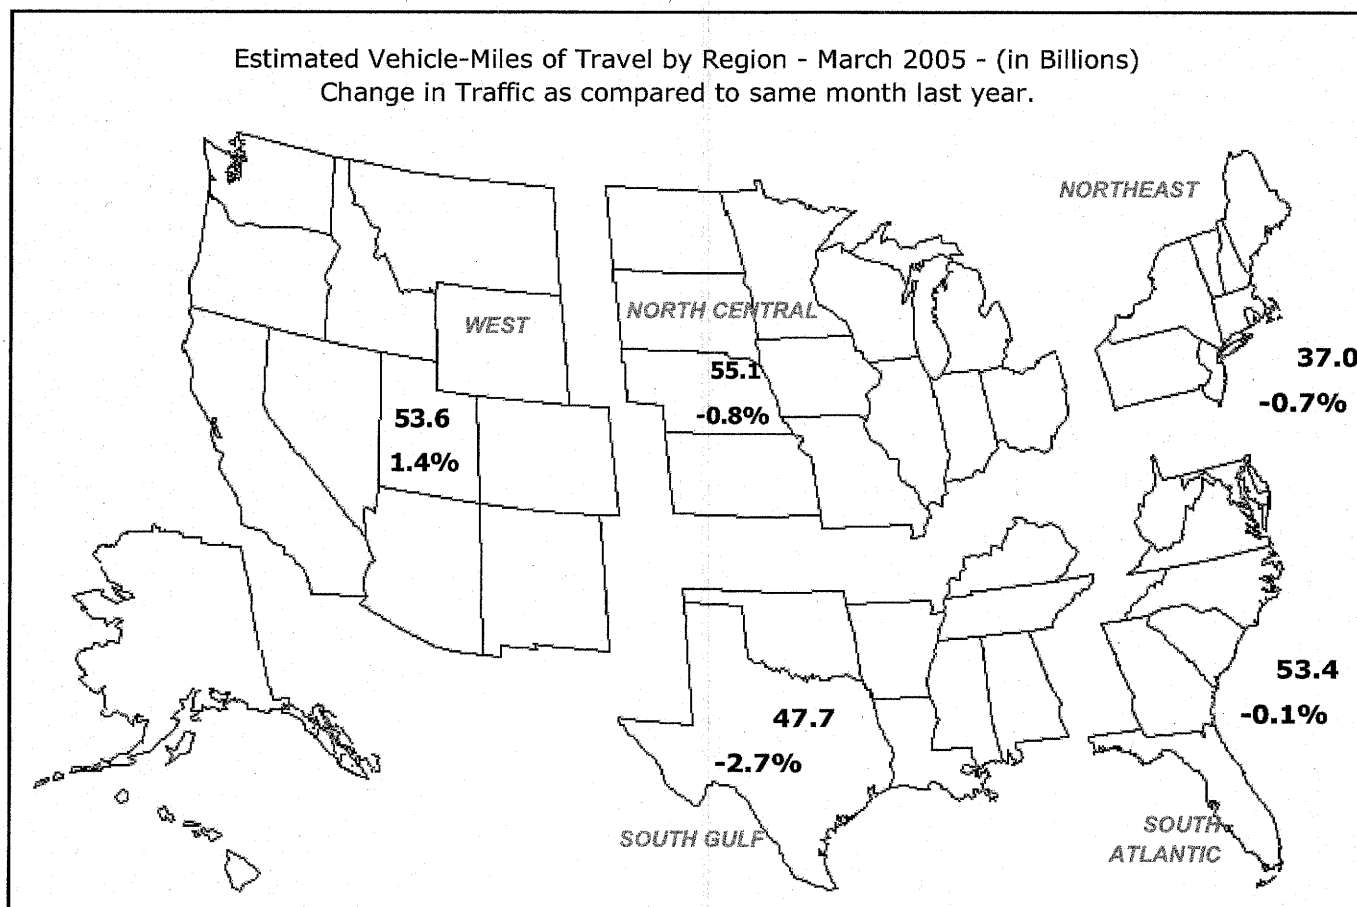 Estimated Vehicle-Miles of Travel by Region - March 2005 - (in Billions)
Change in Traffic as compared to same month last year.
NORTHEAST
37.0
-0.7%
WEST
53.6
1.4%
NORTH CENTRAL
55.1
-0.8%
53.4
-0.1%
SOUTH
ATLANTIC
47.7
-2.7%
SOUTH GULF